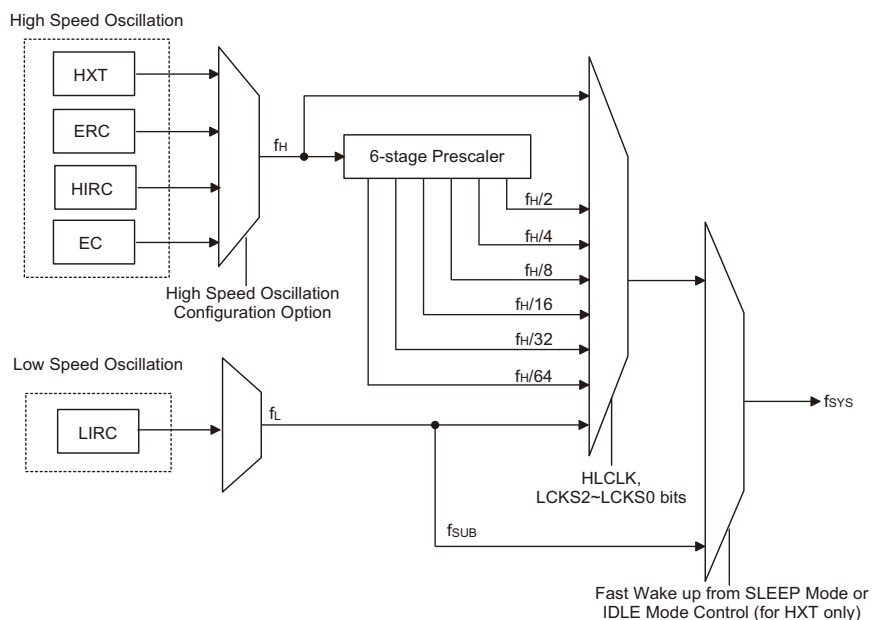 High Speed Oscillation
HXT
ERC
HIRC
EC
fH
6-stage Prescaler
fH/2
fH/4
fH/8
fH/16
fH/32
fH/64
High Speed Oscillation
Configuration Option
Low Speed Oscillation
LIRC
fL
fSUB
HLCLK,
LCKS2~LCKS0 bits
fSYS
Fast Wake up from SLEEP Mode or
IDLE Mode Control (for HXT only)